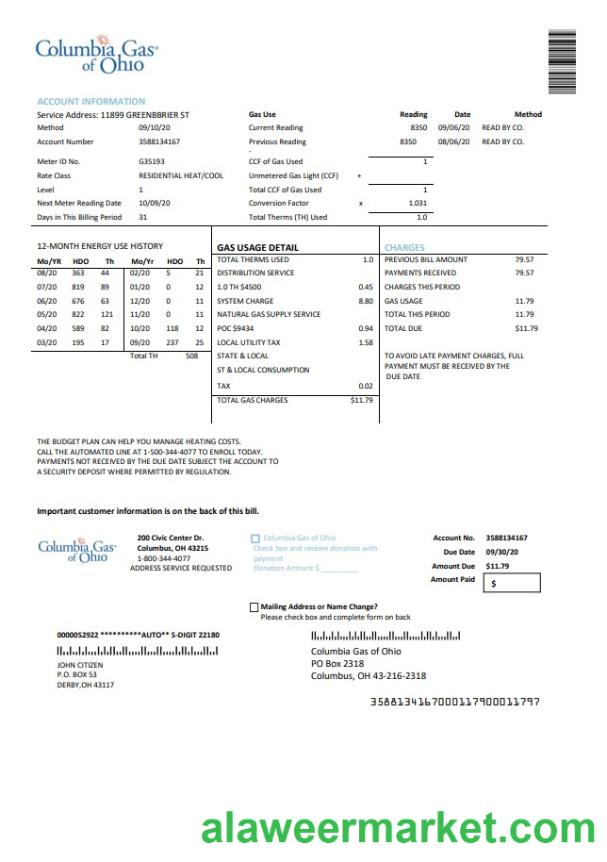 Columbia Gas®
of Ohio
ACCOUNT INFORMATION
Service Address: 11899 GREENBBRIER ST
Method 09/10/20
Account Number 3588134167
Meter ID No. G35193
Rate Class RESIDENTIAL HEAT/COOL
Level 1
Next Meter Reading Date 10/09/20
Days in This Billing Period 31
Gas Use Reading Date Method
Current Reading 8350 09/06/20 READ BY CO.
Previous Reading 8350 08/06/20 READ BY CO.
-
CCF of Gas Used 1
Unmetered Gas Light (CCF) +
Total CCF of Gas Used 1
Conversion Factor x 1.031
Total Therms (TH) Used 1.0
12-MONTH ENERGY USE HISTORY
Mo/YR HDO Th Mo/Yr HDO Th
08/20 363 44 02/20 5 21
07/20 819 89 01/20 0 12
06/20 676 63 12/20 0 11
05/20 822 121 11/20 0 11
04/20 589 82 10/20 118 12
03/20 195 17 09/20 237 25
Total TH 508
GAS USAGE DETAIL
TOTAL THERMS USED 1.0
DISTRIBUTION SERVICE
1.0 TH $4500 0.45
SYSTEM CHARGE 8.80
NATURAL GAS SUPPLY SERVICE
POC $9434 0.94
LOCAL UTILITY TAX 1.58
STATE & LOCAL
ST & LOCAL CONSUMPTION
TAX 0.02
TOTAL GAS CHARGES $11.79
CHARGES
PREVIOUS BILL AMOUNT 79.57
PAYMENTS RECEIVED 79.57
CHARGES THIS PERIOD
GAS USAGE 11.79
TOTAL THIS PERIOD 11.79
TOTAL DUE $11.79
TO AVOID LATE PAYMENT CHARGES, FULL
PAYMENT MUST BE RECEIVED BY THE
DUE DATE
THE BUDGET PLAN CAN HELP YOU MANAGE HEATING COSTS.
CALL THE AUTOMATED LINE AT 1-500-344-4077 TO ENROLL TODAY.
PAYMENTS NOT RECEIVED BY THE DUE DATE SUBJECT THE ACCOUNT TO
A SECURITY DEPOSIT WHERE PERMITTED BY REGULATION.
Important customer information is on the back of this bill.
Columbia Gas®
of Ohio
200 Civic Center Dr.
Columbus, OH 43215
1-800-344-4077
ADDRESS SERVICE REQUESTED
Columbia Gas of Ohio
Check box and receive donation with
payment
Donation Amount $ ________
Account No. 3588134167
Due Date 09/30/20
Amount Due $11.79
Amount Paid $
Mailing Address or Name Change?
Please check box and complete form on back
0000052922 **********AUTO** 5-DIGIT 22180
JOHN CITIZEN
P.O. BOX 53
DERBY,OH 43117
Columbia Gas of Ohio
PO Box 2318
Columbus, OH 43-216-2318
3588134167000117900011797
alaweermarket.com